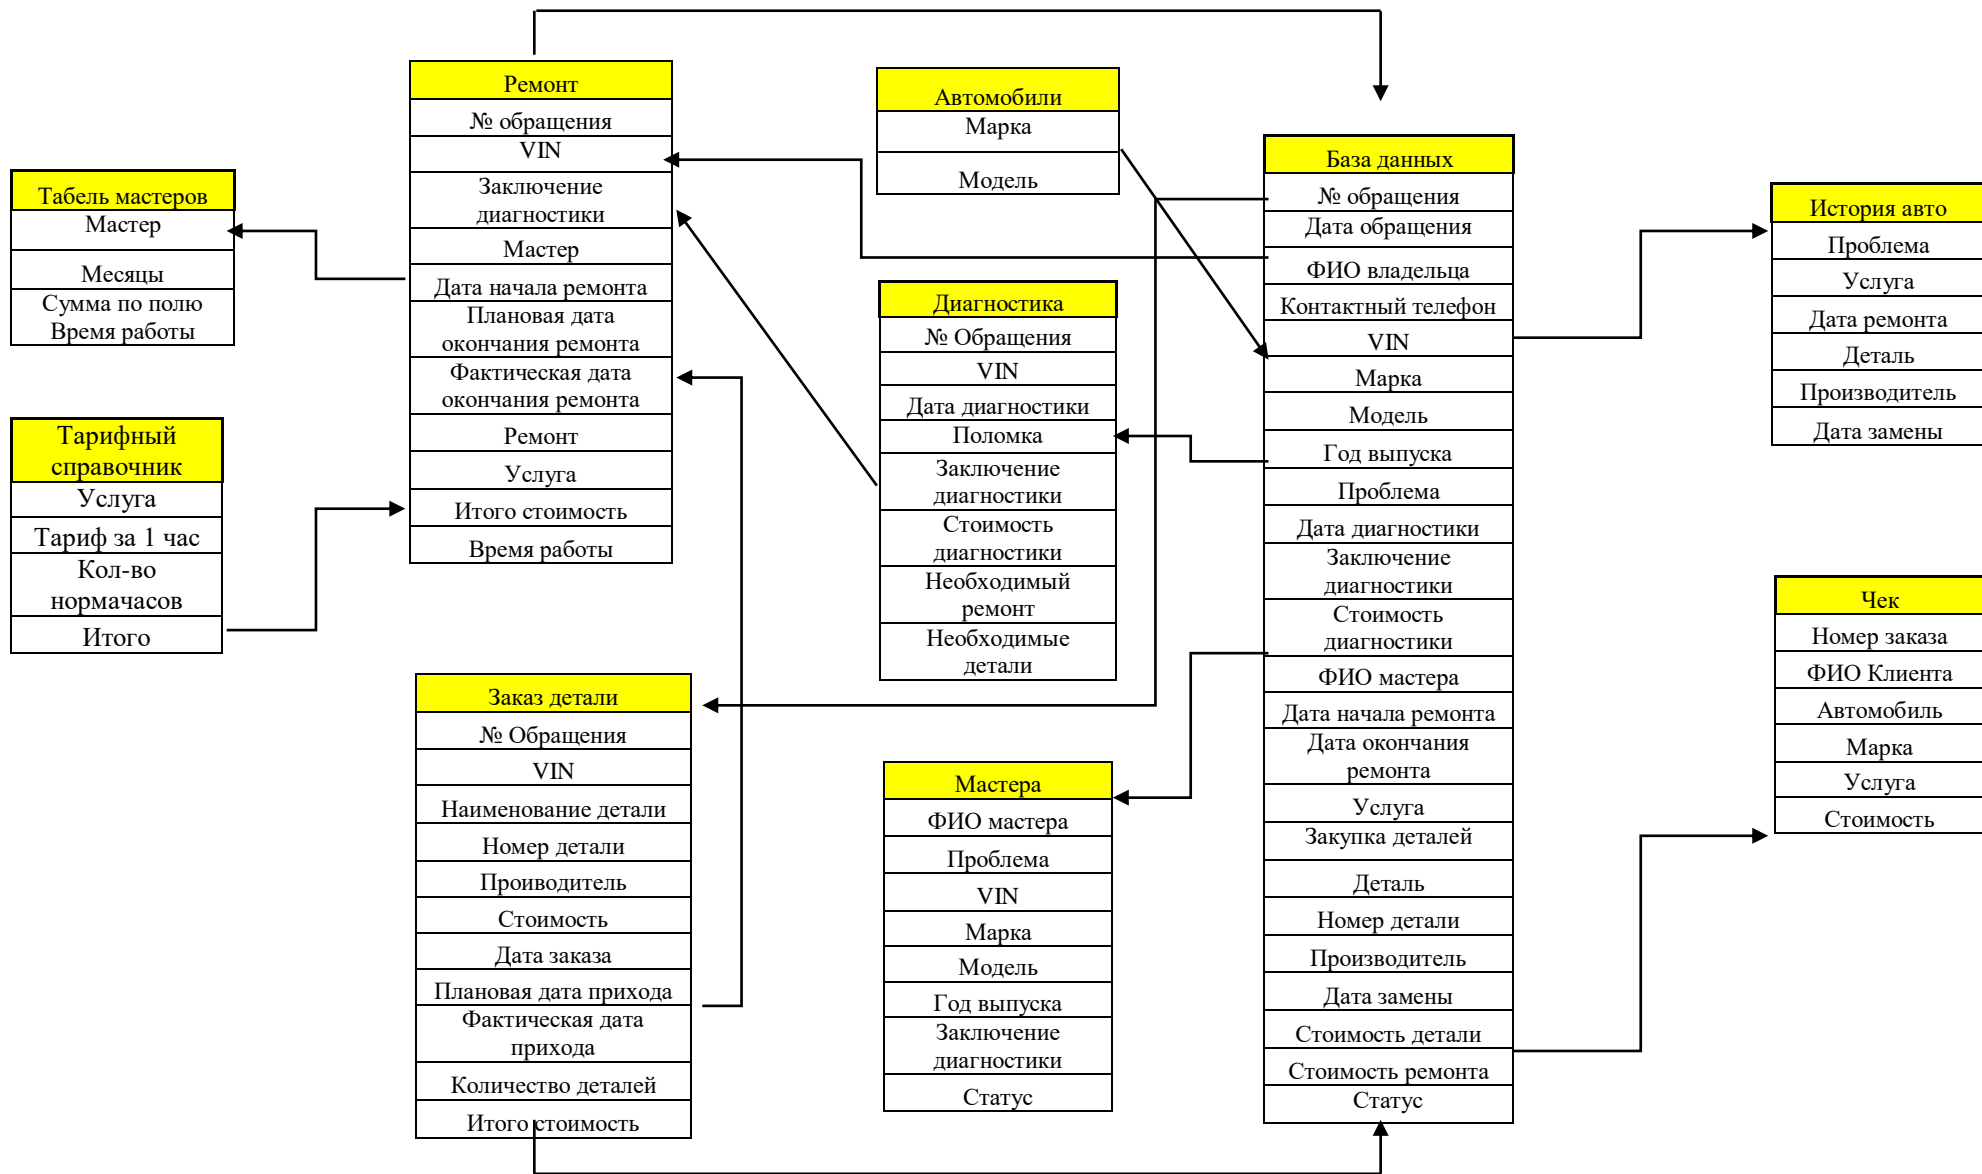 Ремонт
№ обращения
VIN
Заключение
диагностики
Мастер
Дата начала ремонта
Плановая дата
окончания ремонта
Фактическая дата
окончания ремонта
Ремонт
Услуга
Итого стоимость
Время работы
Табель мастеров
Мастер
Месяцы
Сумма по полю
Время работы
Тарифный
справочник
Услуга
Тариф за 1 час
Кол-во
нормачасов
Итого
Заказ детали
№ Обращения
VIN
Наименование детали
Номер детали
Проиводитель
Стоимость
Дата заказа
Плановая дата прихода
Фактическая дата
прихода
Количество деталей
Итого стоимость
Автомобили
Марка
Модель
Диагностика
№ Обращения
VIN
Дата диагностики
Поломка
Заключение
диагностики
Стоимость
диагностики
Необходимый
ремонт
Необходимые
детали
Мастера
ФИО мастера
Проблема
VIN
Марка
Модель
Год выпуска
Заключение
диагностики
Статус
База данных
№ обращения
Дата обращения
ФИО владельца
Контактный телефон
VIN
Марка
Модель
Год выпуска
Проблема
Дата диагностики
Заключение
диагностики
Стоимость
диагностики
ФИО мастера
Дата начала ремонта
Дата окончания
ремонта
Услуга
Закупка деталей
Деталь
Номер детали
Производитель
Дата замены
Стоимость детали
Стоимость ремонта
Статус
История авто
Проблема
Услуга
Дата ремонта
Деталь
Производитель
Дата замены
Чек
Номер заказа
ФИО Клиента
Автомобиль
Марка
Услуга
Стоимость